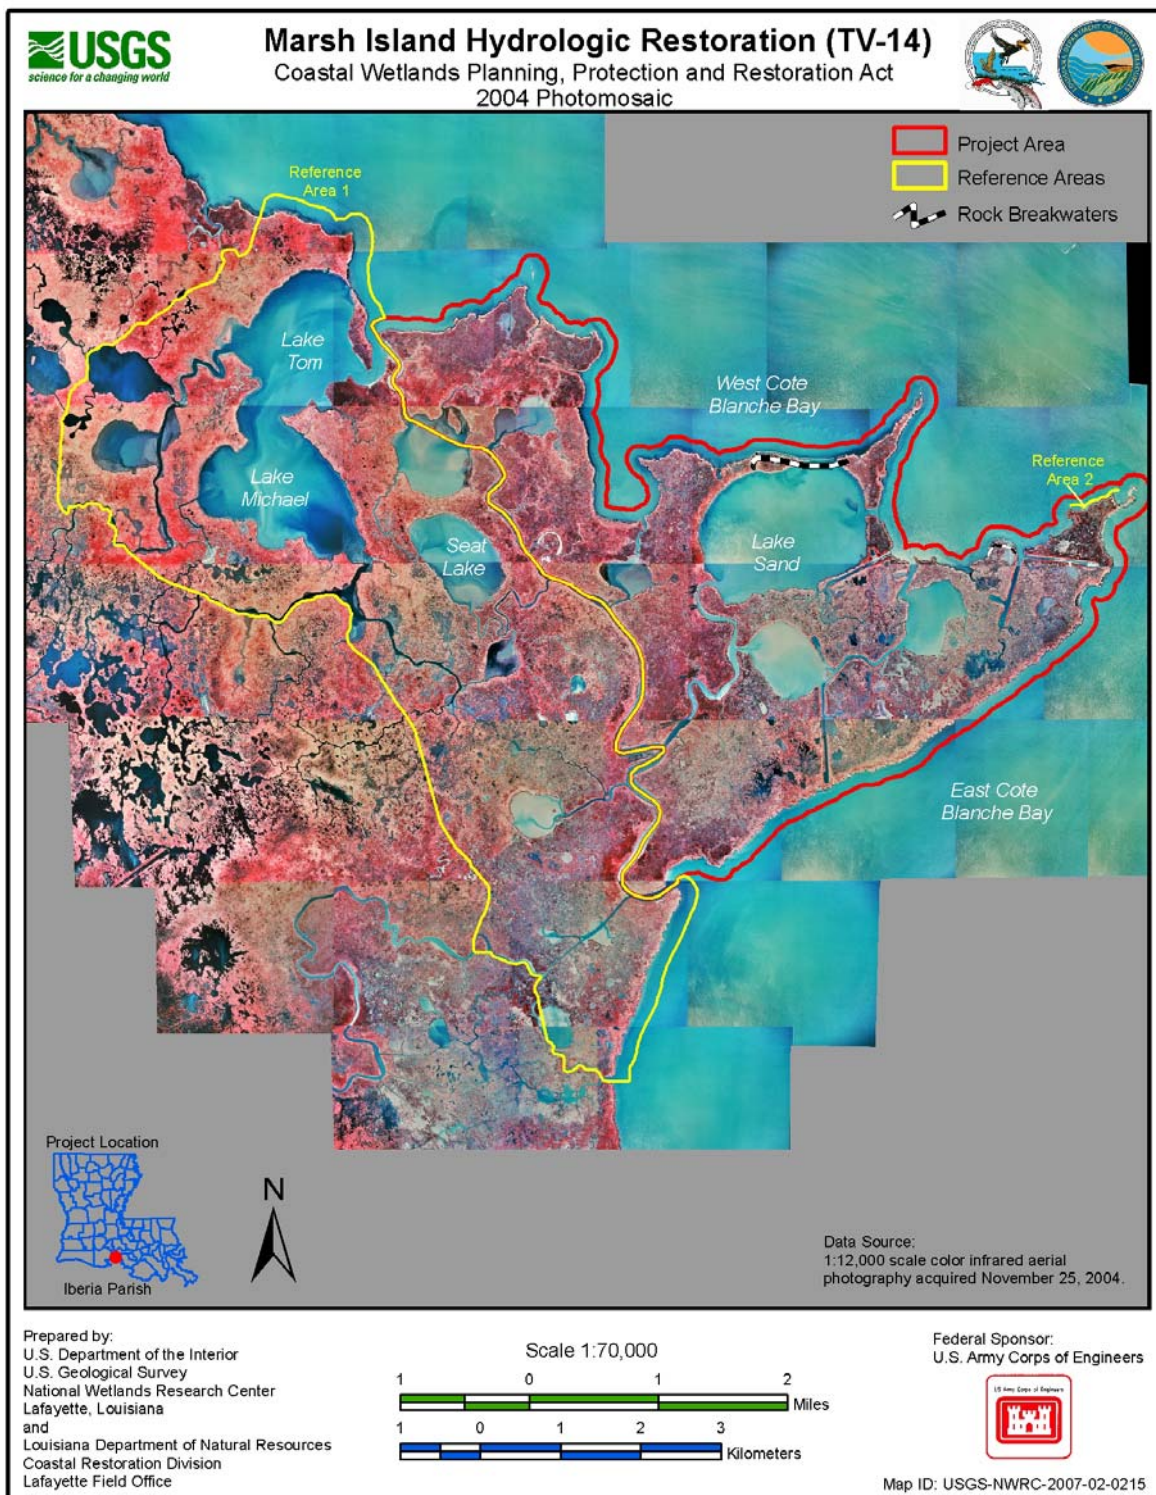 USGS
science for a changing world
Marsh Island Hydrologic Restoration (TV-14)
Coastal Wetlands Planning, Protection and Restoration Act
2004 Photomosaic
Project Area
Reference Areas
Rock Breakwaters
Reference
Area 1
Lake
Tom
West Cote
Blanche Bay
Reference
Area 2
Lake
Michael
Seat
Lake
Lake
Sand
East Cote
Blanche Bay
Project Location
Iberia Parish
N
Data Source:
1:12,000 scale color infrared aerial
photography acquired November 25, 2004.
Prepared by:
U.S. Department of the Interior
U.S. Geological Survey
National Wetlands Research Center
Lafayette, Louisiana
and
Louisiana Department of Natural Resources
Coastal Restoration Division
Lafayette Field Office
Scale 1:70,000
1 0 1 2
Miles
1 0 1 2 3
Kilometers
Federal Sponsor:
U.S. Army Corps of Engineers
US Army Corps of Engineers
Map ID: USGS-NWRC-2007-02-0215